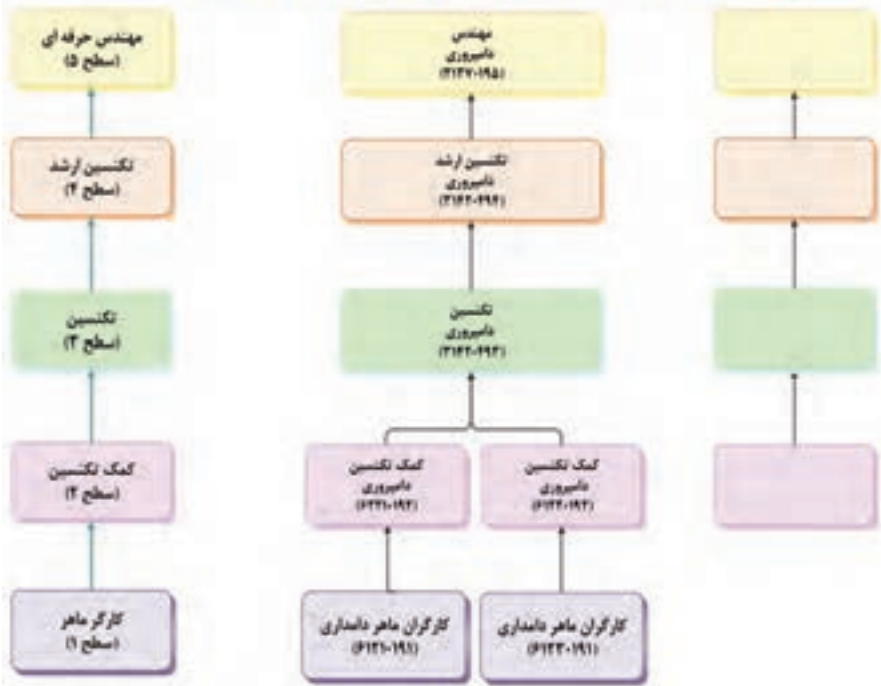 مهندس حرفه ای
(سطح ۵)
تکنسین ارشد
(سطح ۴)
تکنسین
(سطح ۳)
کمک تکنسین
(سطح ۲)
کارگر ماهر
(سطح ۱)
مهندس
دامپروری
تکنسین ارشد
دامپروری
تکنسین
دامپروری
کمک تکنسین
دامپروری
کمک تکنسین
دامپروری
کارگران ماهر دامداری
(۶۱۲۱-۱۹۱)
کارگران ماهر دامداری